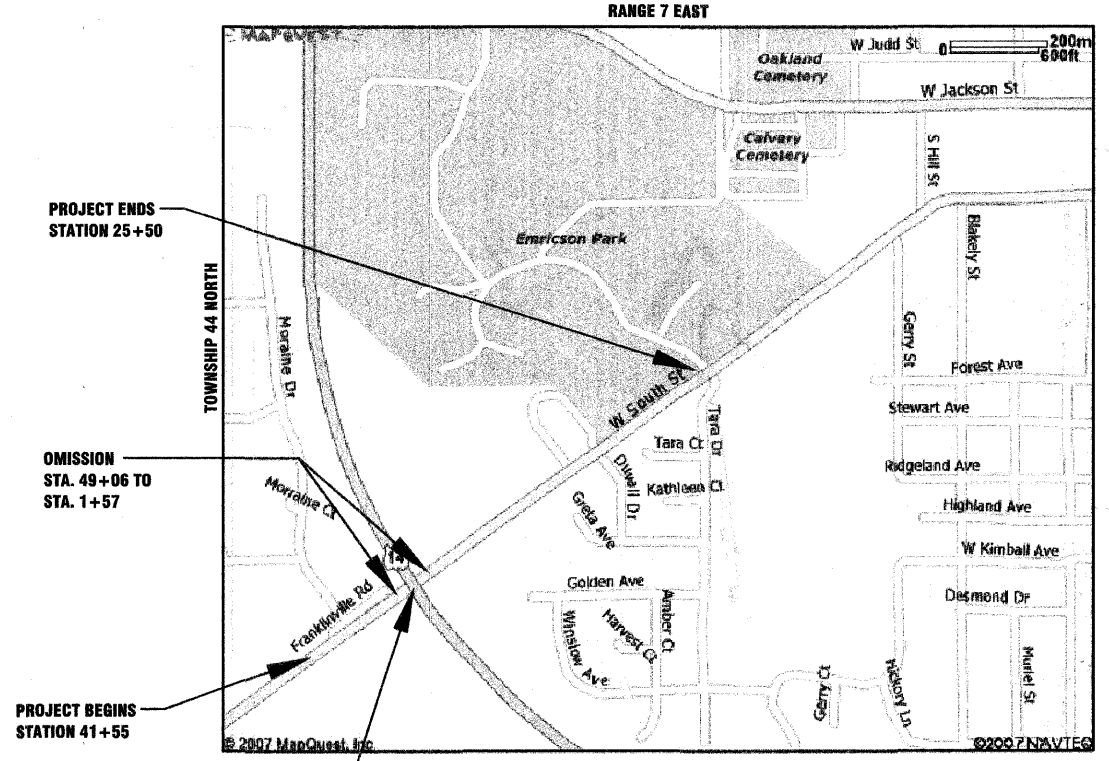 RANGE 7 EAST
MAPQUEST
W Judd St
0 200m
600ft
Oakland
Cemetery
W Jackson St
Calvary
Cemetery
S Hill St
PROJECT ENDS
STATION 25+50
Emricson Park
Blakely St
TOWNSHIP 44 NORTH
Moraine Dr
Gerry St
Forest Ave
W South St
Stewart Ave
Tara Dr
Tara Ct
OMISSION
STA. 49+06 TO
STA. 1+57
Ridgeland Ave
Duvall Dr
Kathleen Ct
Morraine Ct
Greta Ave
Highland Ave
14
W Kimball Ave
Golden Ave
Franklinville Rd
Amber Ct
Desmond Dr
Harvest Ct
Winslow Ave
Muriel St
Gerry Ct
Hickory Ln
PROJECT BEGINS
STATION 41+55
© 2007 MapQuest, Inc
©2007 NAVTEQ